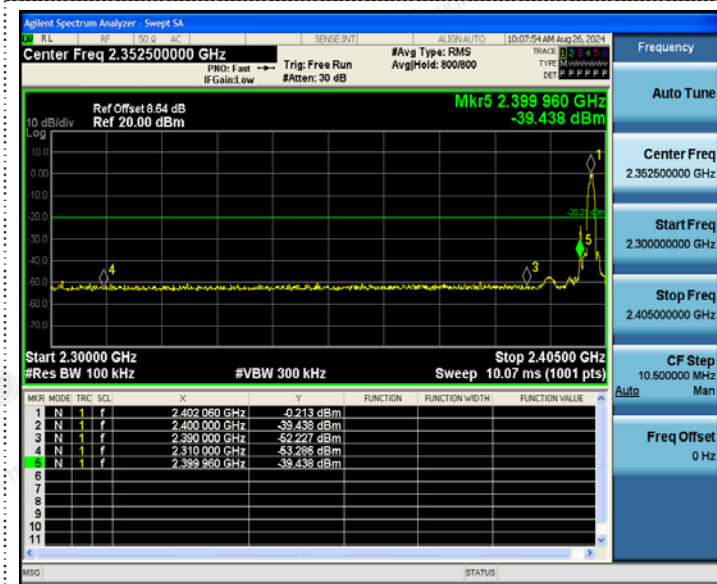 Agilent Spectrum Analyzer - Swept SA
RL RF 50 Ω AC SENSE:INT ALIGN AUTO 10:07:54 AM Aug 26, 2024
Center Freq 2.352500000 GHz
PNO: Fast
IFGain:Low
Trig: Free Run
#Atten: 30 dB
#Avg Type: RMS
Avg|Hold: 800/800
TRACE 1 2 3 4 5 6
TYPE M
DET P P P P P P
Ref Offset 8.64 dB
Ref 20.00 dBm
10 dB/div
Log
Mkr5 2.399 960 GHz
-39.438 dBm
10.0
0.00
-10.0
-20.0
-30.0
-40.0
-50.0
-60.0
-70.0
1
5
3
4
Start 2.30000 GHz Stop 2.40500 GHz
#Res BW 100 kHz #VBW 300 kHz Sweep 10.07 ms (1001 pts)
MKR MODE TRC SCL X Y FUNCTION FUNCTION WIDTH FUNCTION VALUE
1 N 1 f 2.402 060 GHz -0.213 dBm
2 N 1 f 2.400 000 GHz -39.438 dBm
3 N 1 f 2.390 000 GHz -52.227 dBm
4 N 1 f 2.310 000 GHz -53.286 dBm
5 N 1 f 2.399 960 GHz -39.438 dBm
6
7
8
9
10
11
MSG STATUS
Frequency
Auto Tune
Center Freq
2.352500000 GHz
Start Freq
2.300000000 GHz
Stop Freq
2.405000000 GHz
CF Step
10.500000 MHz
Auto Man
Freq Offset
0 Hz